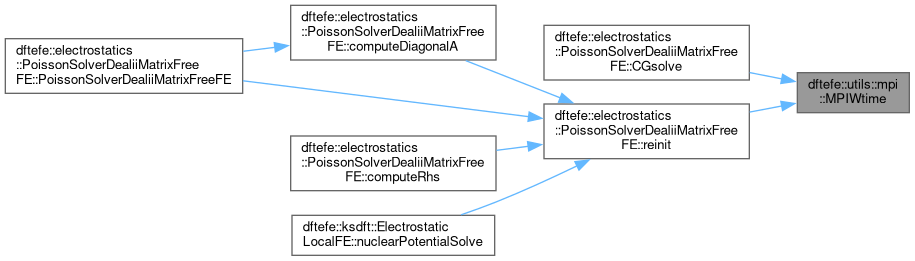 dftefe::electrostatics
::PoissonSolverDealiiMatrixFree
FE::PoissonSolverDealiiMatrixFreeFE
dftefe::electrostatics
::PoissonSolverDealiiMatrixFree
FE::computeDiagonalA
dftefe::electrostatics
::PoissonSolverDealiiMatrixFree
FE::computeRhs
dftefe::ksdft::Electrostatic
LocalFE::nuclearPotentialSolve
dftefe::electrostatics
::PoissonSolverDealiiMatrixFree
FE::CGsolve
dftefe::electrostatics
::PoissonSolverDealiiMatrixFree
FE::reinit
dftefe::utils::mpi
::MPIWtime